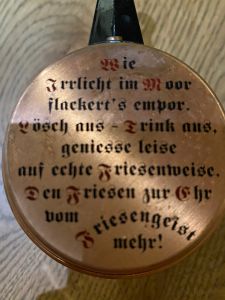 Wie
Irrlicht im Moor
flackert's empor.
Lösch aus - Trink aus,
geniesse leise
auf echte Friesenweise.
Den Friesen zur Ehr
vom Friesengeist
mehr!